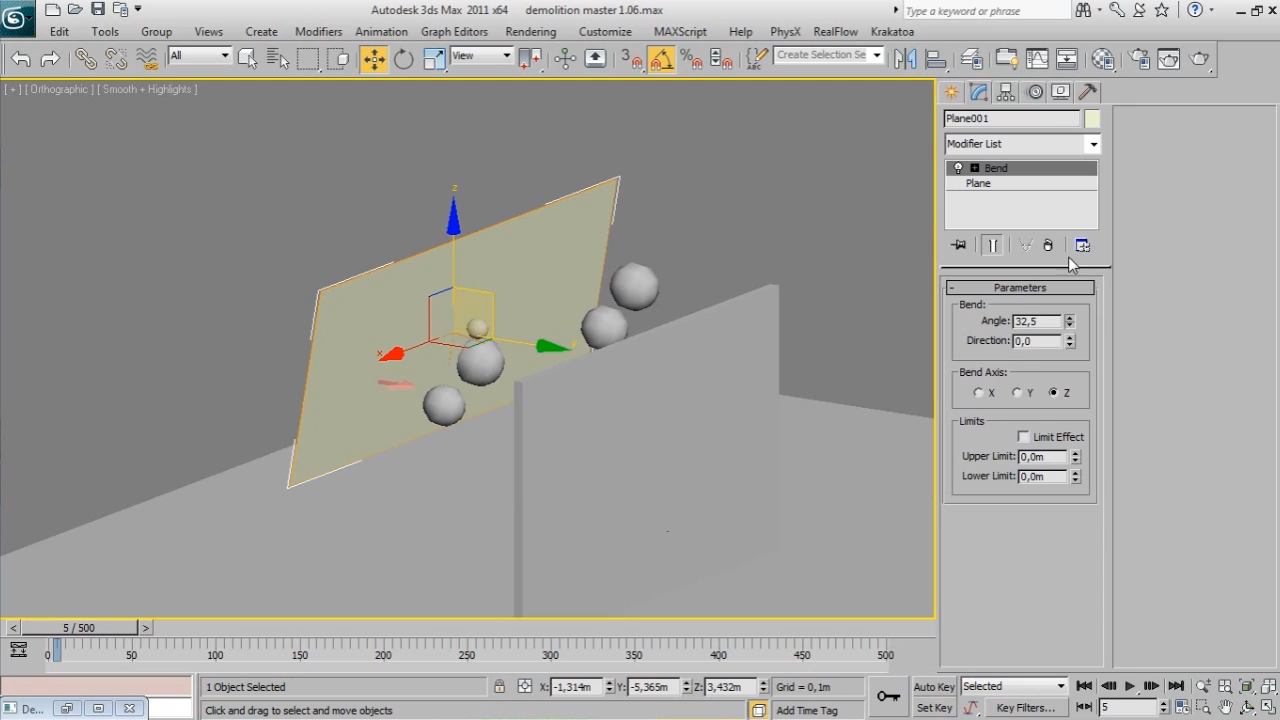 Autodesk 3ds Max 2011 x64 demolition master 1.06.max
Type a keyword or phrase
Edit Tools Group Views Create Modifiers Animation Graph Editors Rendering Customize MAXScript Help PhysX RealFlow Krakatoa
All View 3 Create Selection Se
[ + ] [ Orthographic ] [ Smooth + Highlights ]
z
x
y
Plane001
Modifier List
Bend
Plane
Parameters
Bend:
Angle: 32,5
Direction: 0,0
Bend Axis:
X Y Z
Limits
Limit Effect
Upper Limit: 0,0m
Lower Limit: 0,0m
< 5 / 500 >
0 50 100 150 200 250 300 350 400 450 500
1 Object Selected X: -1,314m Y: -5,365m Z: 3,432m Grid = 0,1m Auto Key Selected
De... Click and drag to select and move objects Add Time Tag Set Key Key Filters... 5